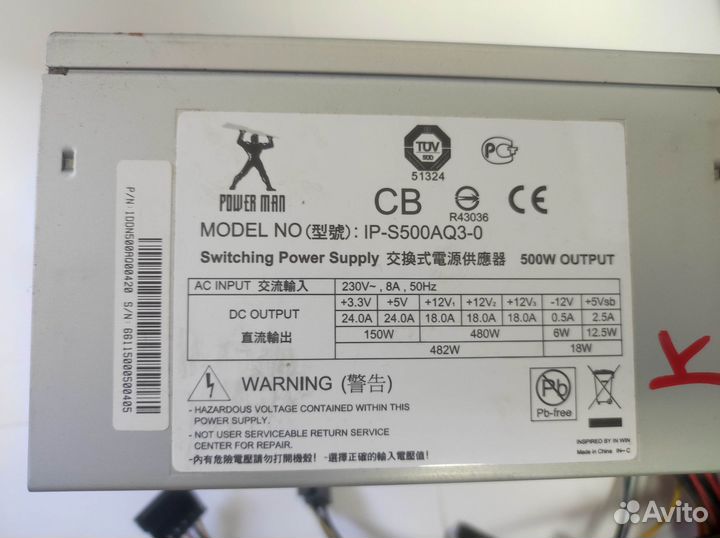 POWER MAN
TÜV
SÜD
51324
CB
R43036
CE
MODEL NO (型號): IP-S500AQ3-0
Switching Power Supply 交換式電源供應器 500W OUTPUT
AC INPUT 交流輸入 230V~, 8A, 50Hz
DC OUTPUT 直流輸出
+3.3V +5V +12V₁ +12V₂ +12V₃ -12V +5Vsb
24.0A 24.0A 18.0A 18.0A 18.0A 0.5A 2.5A
150W 480W 6W 12.5W
482W 18W
WARNING (警告)
- HAZARDOUS VOLTAGE CONTAINED WITHIN THIS
POWER SUPPLY.
- NOT USER SERVICEABLE RETURN SERVICE
CENTER FOR REPAIR.
-內有危險電壓請勿打開機殼! -選擇正確的輸入電壓值!
Pb
Pb-free
INSPIRED BY IN WIN
Made in China IN-- C
P/N: S/N: 66115000500405
K
Avito